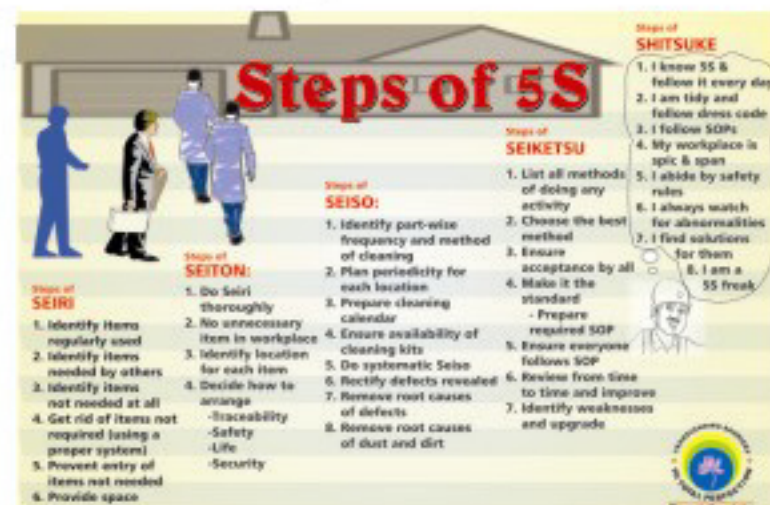 Steps of 5S
Steps of
SEIRI
1. Identify items
regularly used
2. Identify items
needed by others
3. Identify items
not needed at all
4. Get rid of items not
required (using a
proper system)
5. Prevent entry of
items not needed
6. Provide space
Steps of
SEITON:
1. Do Seiri
thoroughly
2. No unnecessary
item in workplace
3. Identify location
for each item
4. Decide how to
arrange
-Traceability
-Safety
-Life
-Security
Steps of
SEISO:
1. Identify part-wise
frequency and method
of cleaning
2. Plan periodicity for
each location
3. Prepare cleaning
calendar
4. Ensure availability of
cleaning kits
5. Do systematic Seiso
6. Rectify defects revealed
7. Remove root causes
of defects
8. Remove root causes
of dust and dirt
Steps of
SEIKETSU
1. List all methods
of doing any
activity
2. Choose the best
method
3. Ensure
acceptance by all
4. Make it the
standard
- Prepare
required SOP
5. Ensure everyone
follows SOP
6. Review from time
to time and improve
7. Identify weaknesses
and upgrade
Steps of
SHITSUKE
1. I know 5S &
follow it every day
2. I am tidy and
follow dress code
3. I follow SOPs
4. My workplace is
spic & span
5. I abide by safety
rules
6. I always watch
for abnormalities
7. I find solutions
for them
8. I am a
5S freak